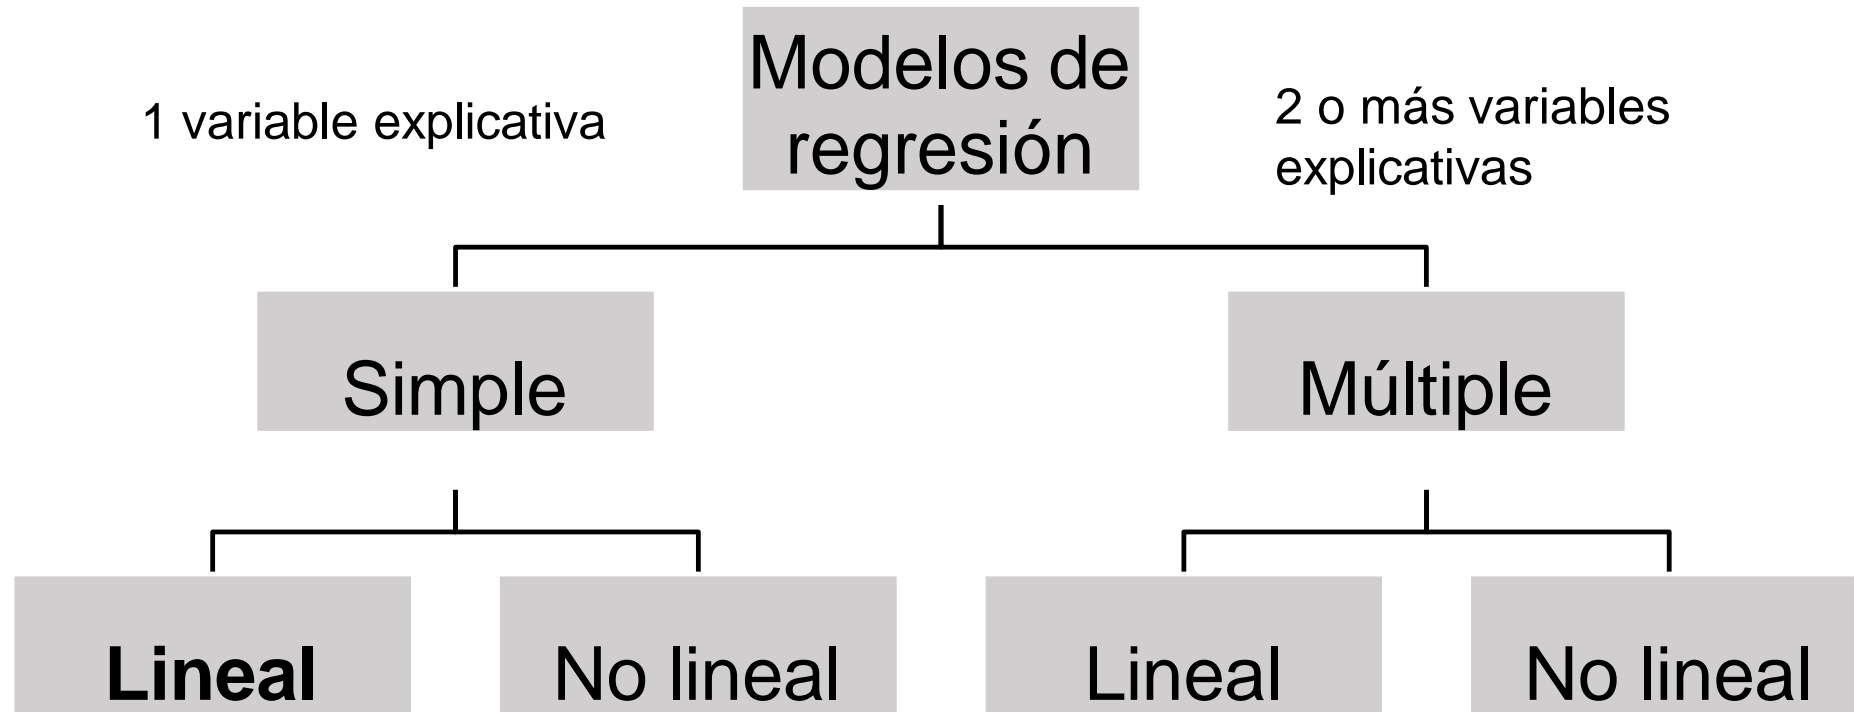 Modelos de
regresión
1 variable explicativa
2 o más variables
explicativas
Simple
Múltiple
Lineal
No lineal
Lineal
No lineal